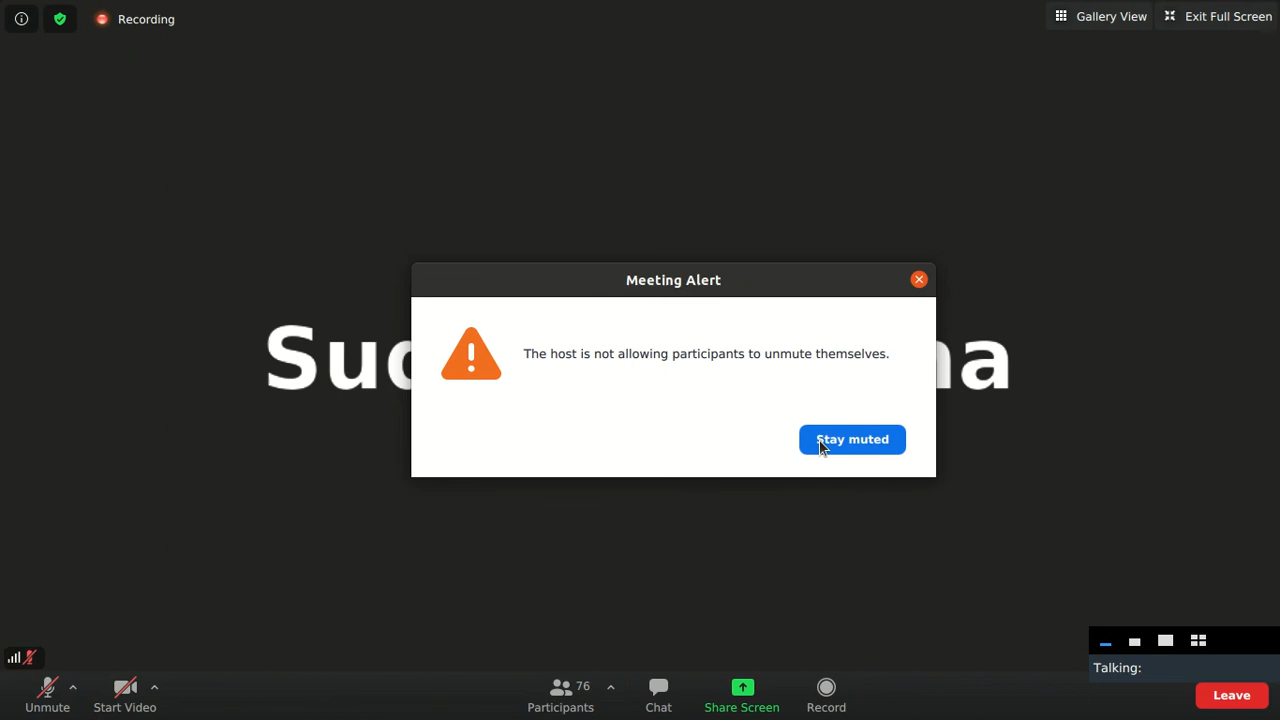 Recording
Gallery View
Exit Full Screen
Meeting Alert
The host is not allowing participants to unmute themselves.
Stay muted
Talking:
Unmute
Start Video
76
Participants
Chat
Share Screen
Record
Leave